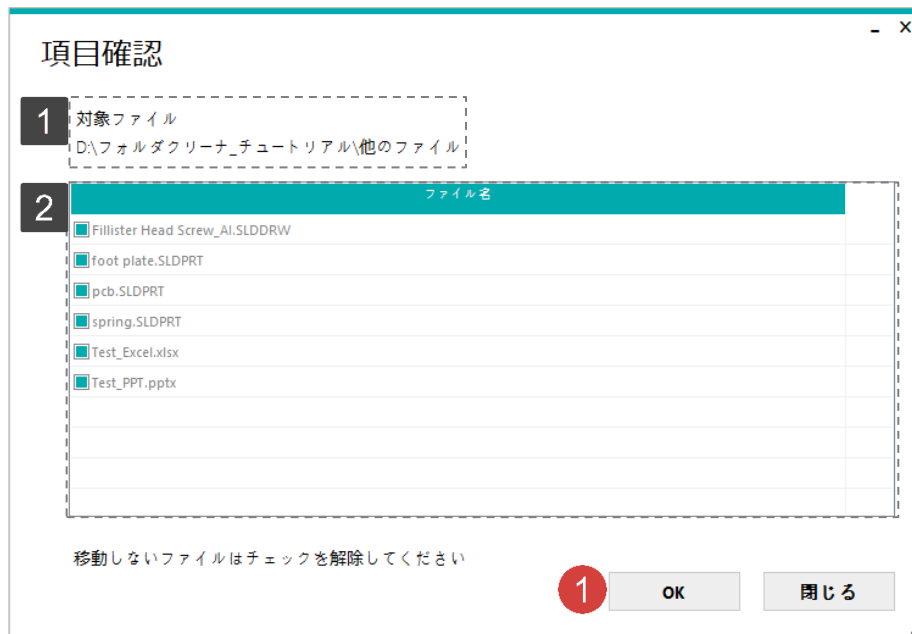 項目確認
1
対象ファイル
D:\フォルダクリーナ_チュートリアル\他のファイル
2
ファイル名
Fillister Head Screw_AI.SLDDRW
foot plate.SLDPRT
pcb.SLDPRT
spring.SLDPRT
Test_Excel.xlsx
Test_PPT.pptx
移動しないファイルはチェックを解除してください
1
OK
閉じる